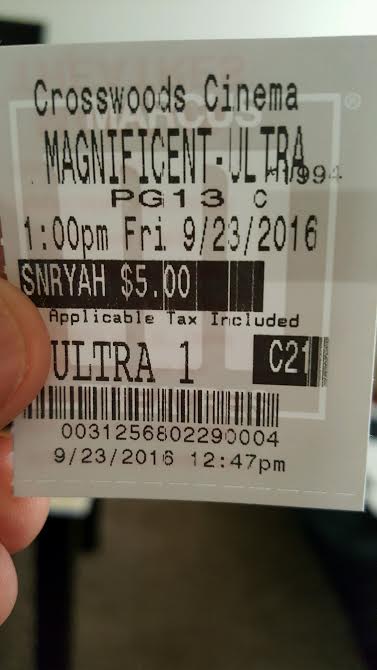 MARCUS
®
Crosswoods Cinema
MAGNIFICENT-ULTRA
PG13 C
1:00pm Fri 9/23/2016
SNRYAH $5.00
Applicable Tax Included
ULTRA 1 C21
0031256802290004
9/23/2016 12:47pm